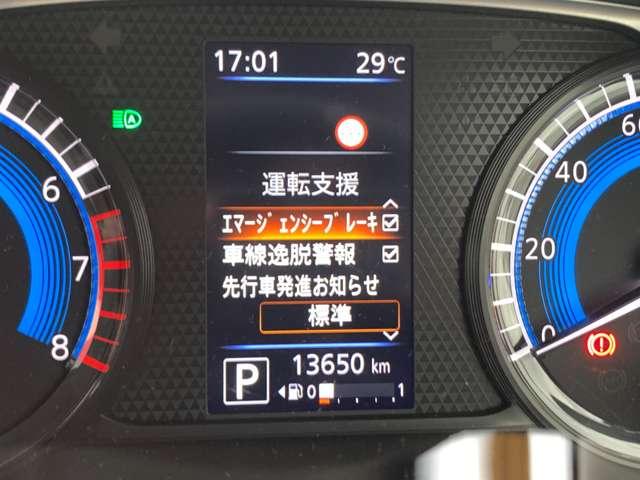 17:01 29℃
運転支援
ｴﾏｰｼﾞｪﾝｼｰﾌﾞﾚｰｷ
車線逸脱警報
先行車発進お知らせ
標準
P 13650 km
0 1
6
7
8
60
40
20
0
A